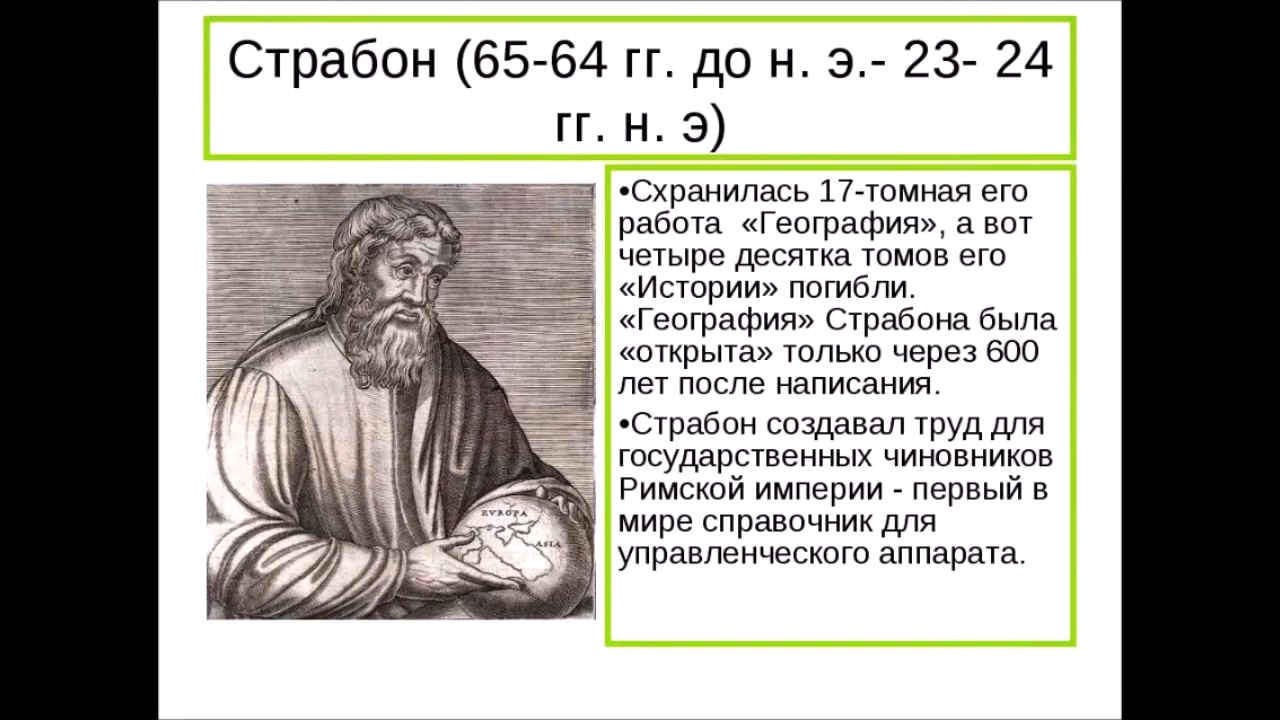 Страбон (65-64 гг. до н. э.- 23- 24
гг. н. э)
•Схранилась 17-томная его
работа «География», а вот
четыре десятка томов его
«Истории» погибли.
«География» Страбона была
«открыта» только через 600
лет после написания.
•Страбон создавал труд для
государственных чиновников
Римской империи - первый в
мире справочник для
управленческого аппарата.
EVROPA
ASIA